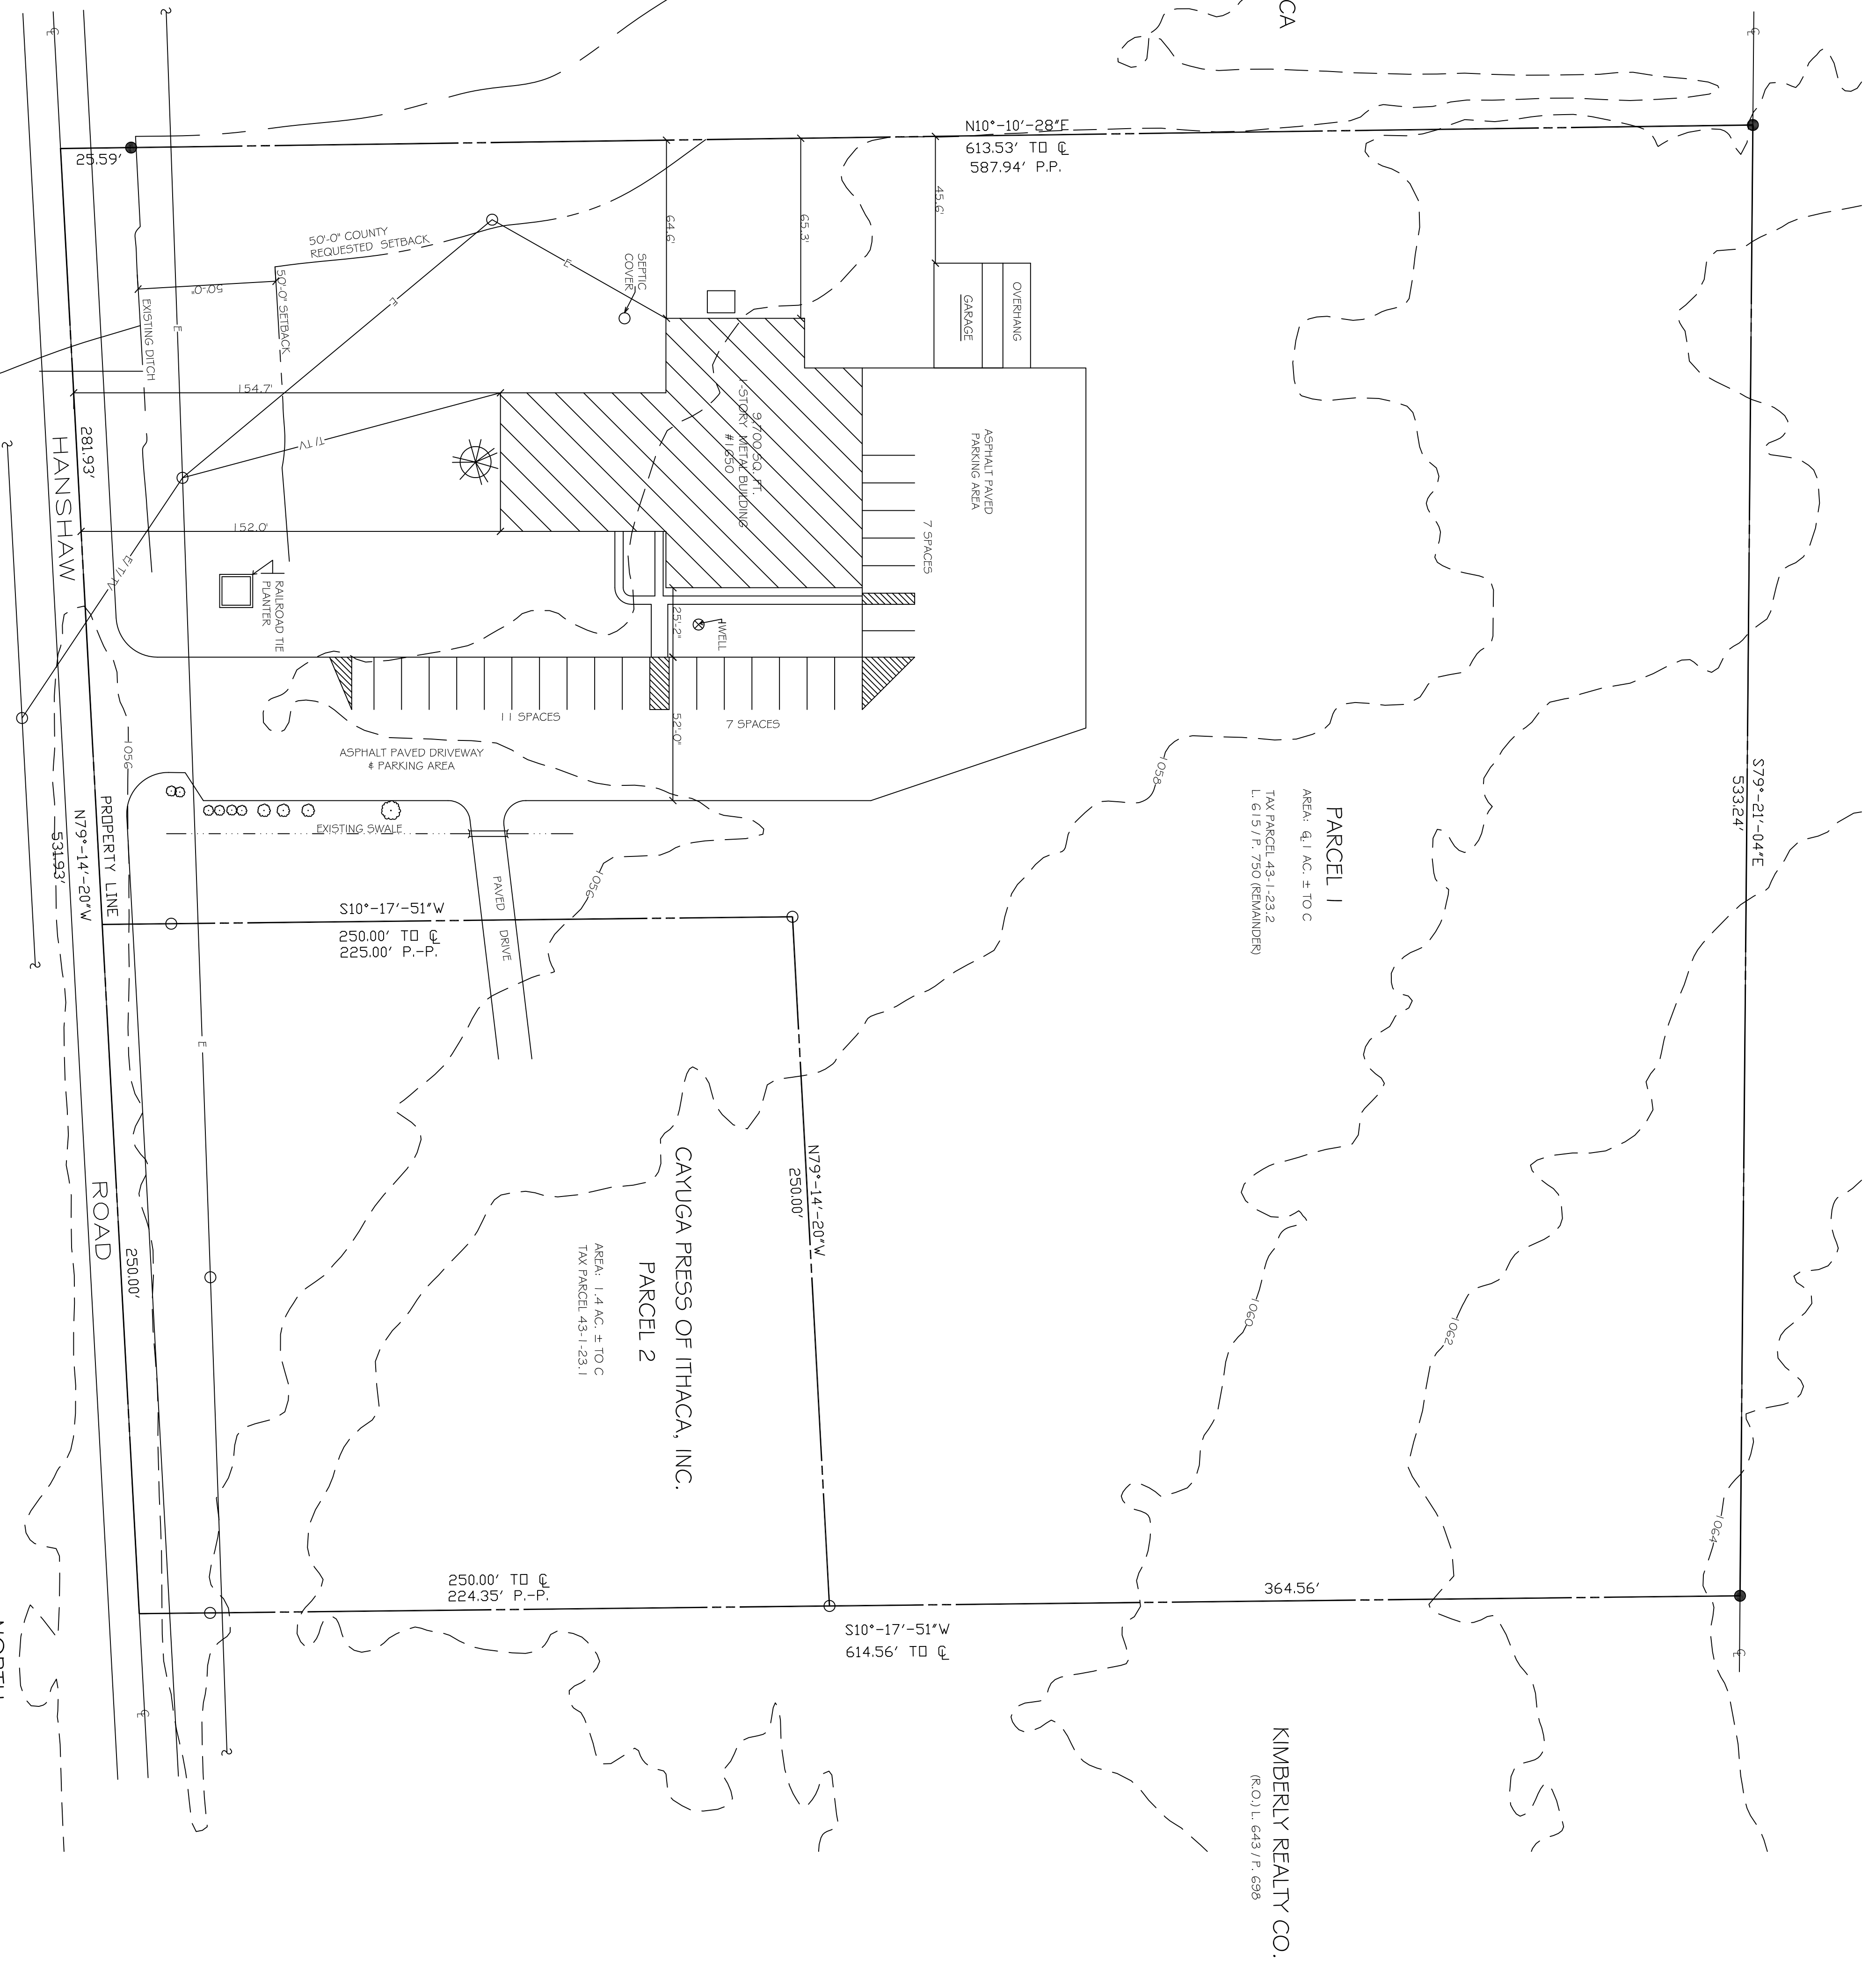 CA
N10°-10'-28"E
613.53' TO ℄
587.94' P.P.
25.59'
50'-0" COUNTY
REQUESTED SETBACK
50'-0" SETBACK
50'-0"
EXISTING DITCH
SEPTIC
COVER
64.6'
65.3'
45.6'
GARAGE
OVERHANG
E
E
E
154.7'
T/ TV
152.0'
E/ T/ TV
9,700 SQ. FT.
1-STORY METAL BUILDING
#1650
ASPHALT PAVED
PARKING AREA
7 SPACES
RAILROAD TIE
PLANTER
25'-2"
WELL
52'-0"
11 SPACES
7 SPACES
ASPHALT PAVED DRIVEWAY
& PARKING AREA
EXISTING SWALE
PAVED DRIVE
281.93'
HANSHAW
ROAD
PROPERTY LINE
N79°-14'-20"W
531.93'
250.00'
1056
1056
1058
1060
1062
1064
S10°-17'-51"W
250.00' TO ℄
225.00' P.-P.
E
PARCEL 1
AREA: 6.1 AC. ± TO C
TAX PARCEL 43-1-23.2
L. 615 / P. 750 (REMAINDER)
S79°-21'-04"E
533.24'
N79°-14'-20"W
250.00'
CAYUGA PRESS OF ITHACA, INC.
PARCEL 2
AREA: 1.4 AC. ± TO C
TAX PARCEL 43-1-23.1
250.00' TO ℄
224.35' P.-P.
364.56'
S10°-17'-51"W
614.56' TO ℄
KIMBERLY REALTY CO.
(R.O.) L. 643 / P. 698
℄
℄
℄
℄